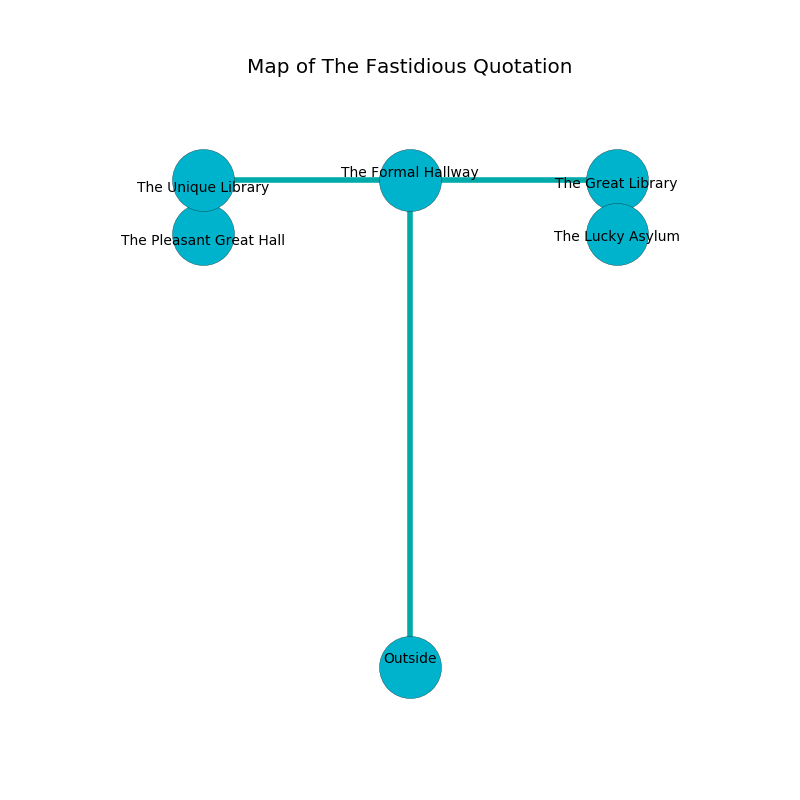 Map of The Fastidious Quotation
The Formal Hallway
The Unique Library
The Great Library
The Pleasant Great Hall
The Lucky Asylum
Outside